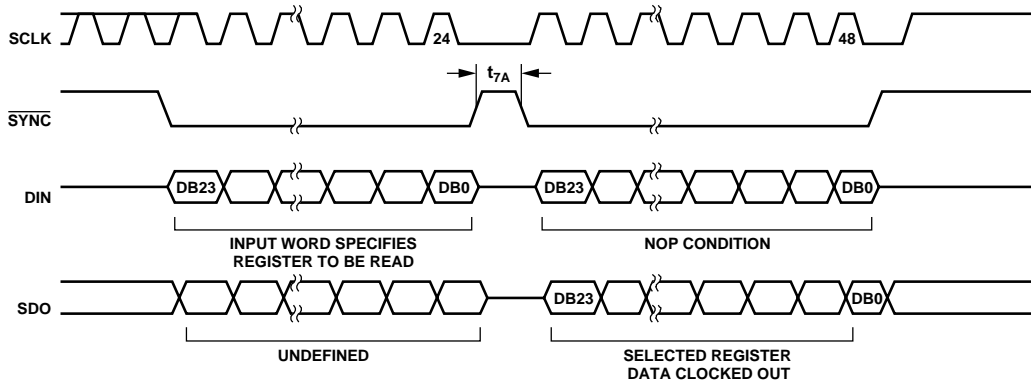 SCLK
24
48
t7A
SYNC
DIN
DB23
DB0
DB23
DB0
INPUT WORD SPECIFIES
REGISTER TO BE READ
NOP CONDITION
SDO
DB23
DB0
UNDEFINED
SELECTED REGISTER
DATA CLOCKED OUT